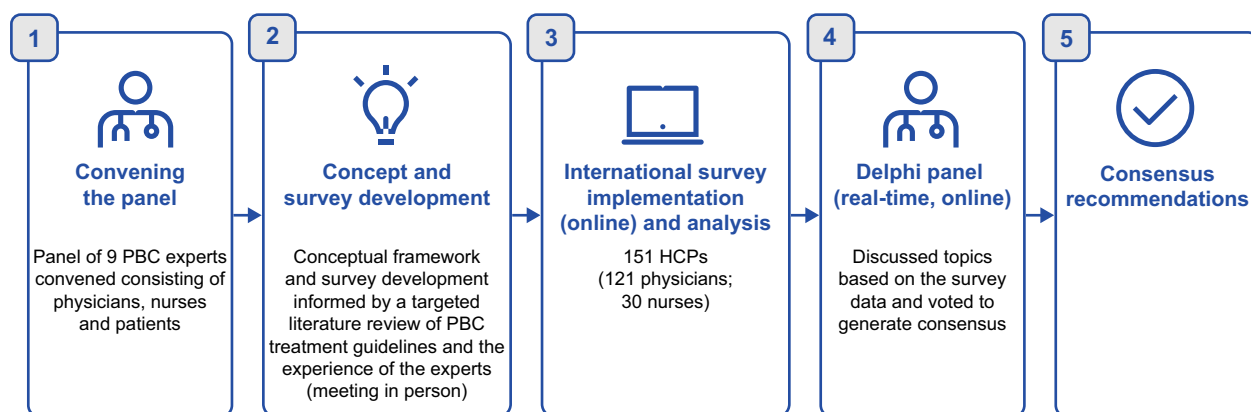 1
Convening
the panel
Panel of 9 PBC experts
convened consisting of
physicians, nurses
and patients
2
Concept and
survey development
Conceptual framework
and survey development
informed by a targeted
literature review of PBC
treatment guidelines and the
experience of the experts
(meeting in person)
3
International survey
implementation
(online) and analysis
151 HCPs
(121 physicians;
30 nurses)
4
Delphi panel
(real-time, online)
Discussed topics
based on the survey
data and voted to
generate consensus
5
Consensus
recommendations